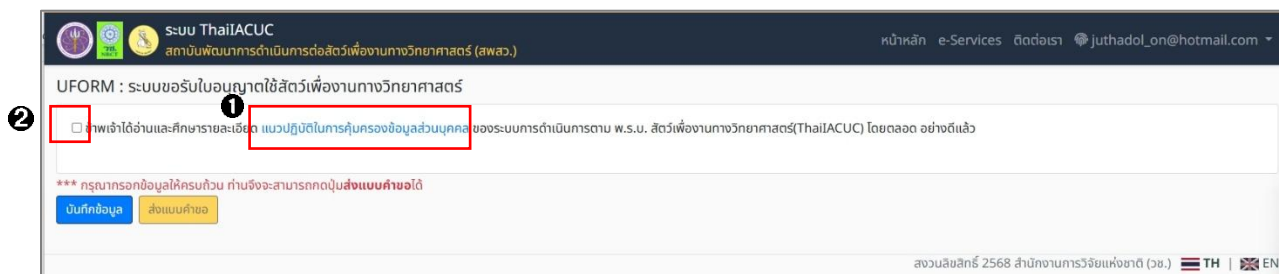 ระบบ ThaiIACUC
สถาบันพัฒนาการดำเนินการต่อสัตว์เพื่องานทางวิทยาศาสตร์ (สพสว.)
หน้าหลัก e-Services ติดต่อเรา juthadol_on@hotmail.com
UFORM : ระบบขอรับใบอนุญาตใช้สัตว์เพื่องานทางวิทยาศาสตร์
❶
❷
ข้าพเจ้าได้อ่านและศึกษารายละเอียด แนวปฏิบัติในการคุ้มครองข้อมูลส่วนบุคคล ของระบบการดำเนินการตาม พ.ร.บ. สัตว์เพื่องานทางวิทยาศาสตร์(ThaiIACUC) โดยตลอด อย่างดีแล้ว
*** กรุณากรอกข้อมูลให้ครบถ้วน ท่านจึงจะสามารถกดปุ่มส่งแบบคำขอได้
บันทึกข้อมูล ส่งแบบคำขอ
สงวนลิขสิทธิ์ 2568 สำนักงานการวิจัยแห่งชาติ (วช.) TH | EN